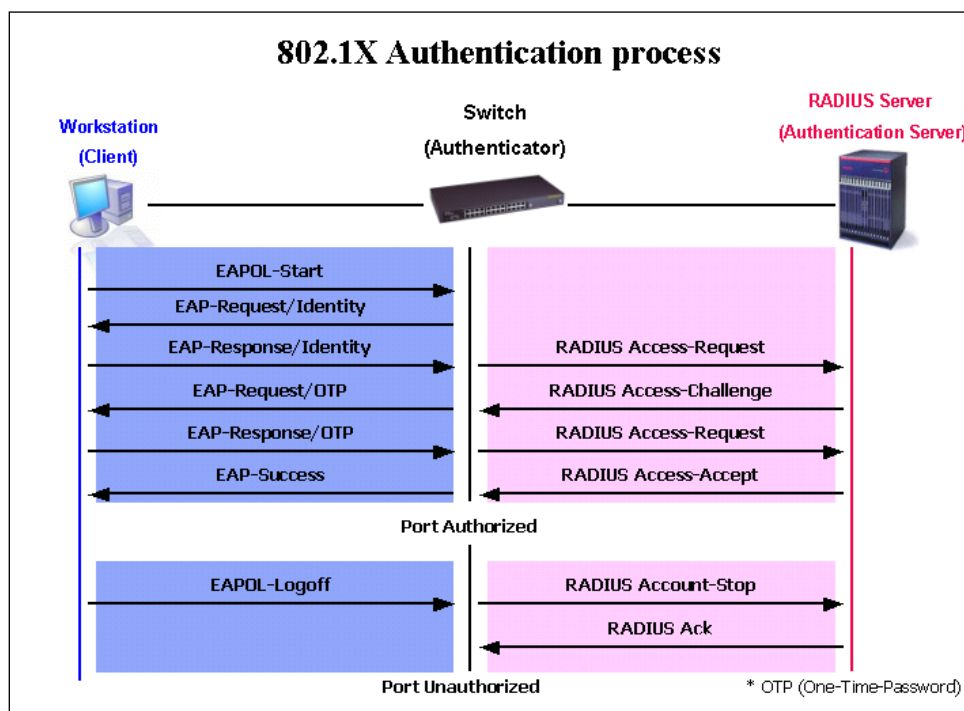 802.1X Authentication process
Workstation
(Client)
Switch
(Authenticator)
RADIUS Server
(Authentication Server)
EAPOL-Start
EAP-Request/Identity
EAP-Response/Identity
RADIUS Access-Request
EAP-Request/OTP
RADIUS Access-Challenge
EAP-Response/OTP
RADIUS Access-Request
EAP-Success
RADIUS Access-Accept
Port Authorized
EAPOL-Logoff
RADIUS Account-Stop
RADIUS Ack
Port Unauthorized
* OTP (One-Time-Password)